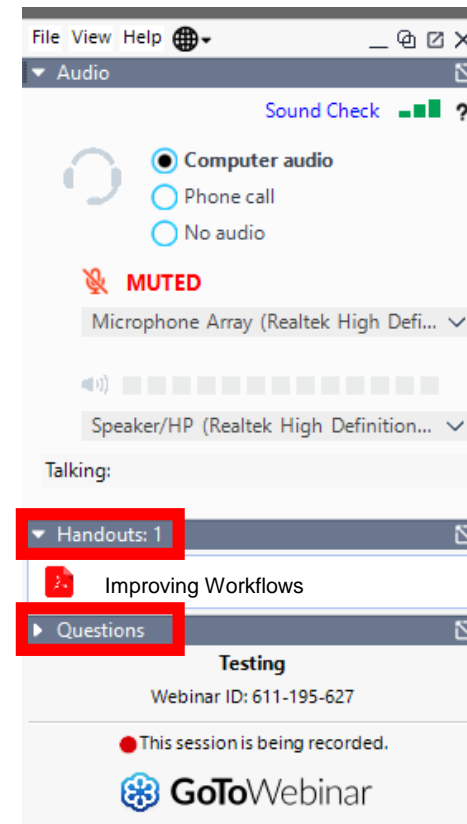 File View Help
Audio
Sound Check ?
Computer audio
Phone call
No audio
MUTED
Microphone Array (Realtek High Defi...
Speaker/HP (Realtek High Definition...
Talking:
Handouts: 1
Improving Workflows
Questions
Testing
Webinar ID: 611-195-627
This session is being recorded.
GoToWebinar